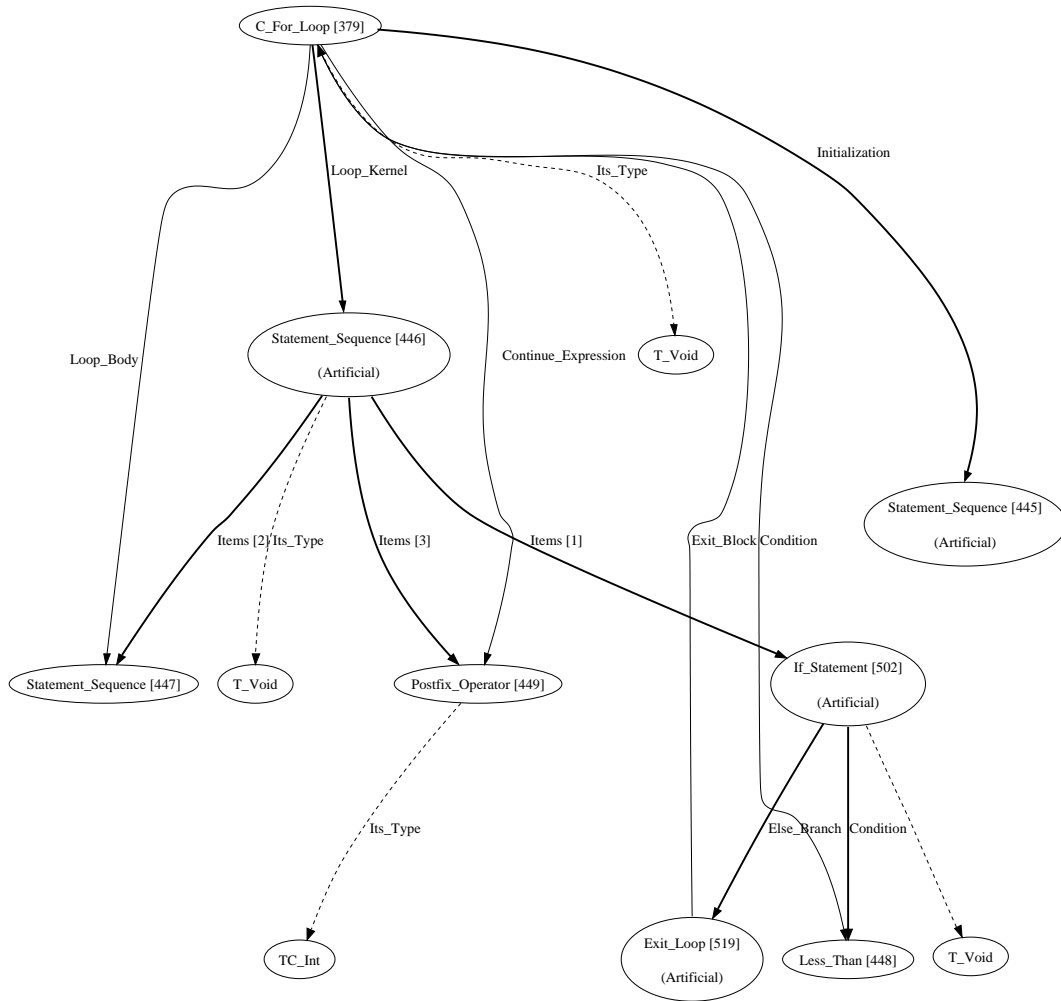 C_For_Loop [379]
Initialization
Loop_Kernel
Its_Type
Statement_Sequence [446]
(Artificial)
Loop_Body
Continue_Expression
T_Void
Statement_Sequence [445]
(Artificial)
Items [2]
Its_Type
Items [3]
Items [1]
Exit_Block
Condition
Statement_Sequence [447]
T_Void
Postfix_Operator [449]
If_Statement [502]
(Artificial)
Its_Type
Else_Branch
Condition
TC_Int
Exit_Loop [519]
(Artificial)
Less_Than [448]
T_Void